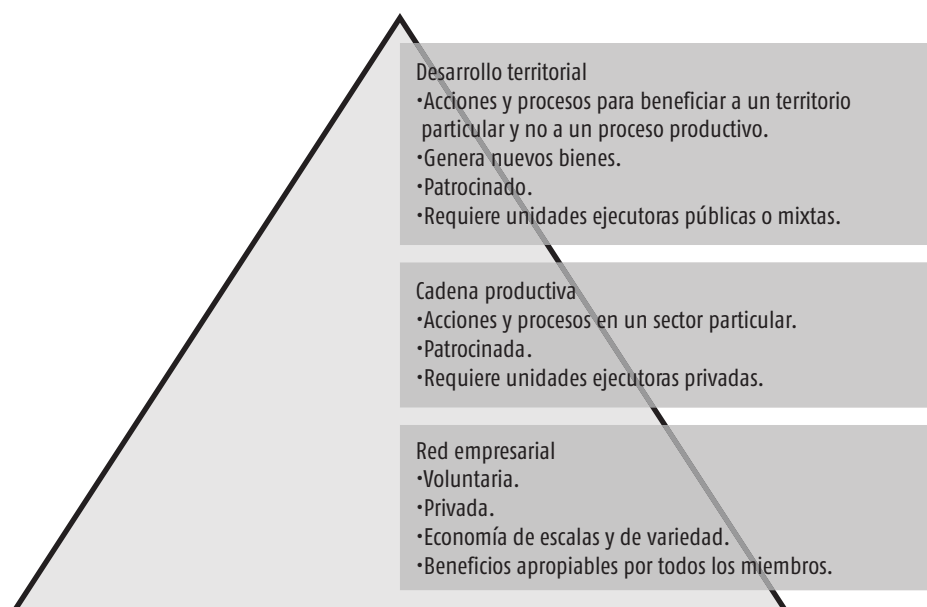 Desarrollo territorial
·Acciones y procesos para beneficiar a un territorio
particular y no a un proceso productivo.
·Genera nuevos bienes.
·Patrocinado.
·Requiere unidades ejecutoras públicas o mixtas.
Cadena productiva
·Acciones y procesos en un sector particular.
·Patrocinada.
·Requiere unidades ejecutoras privadas.
Red empresarial
·Voluntaria.
·Privada.
·Economía de escalas y de variedad.
·Beneficios apropiables por todos los miembros.